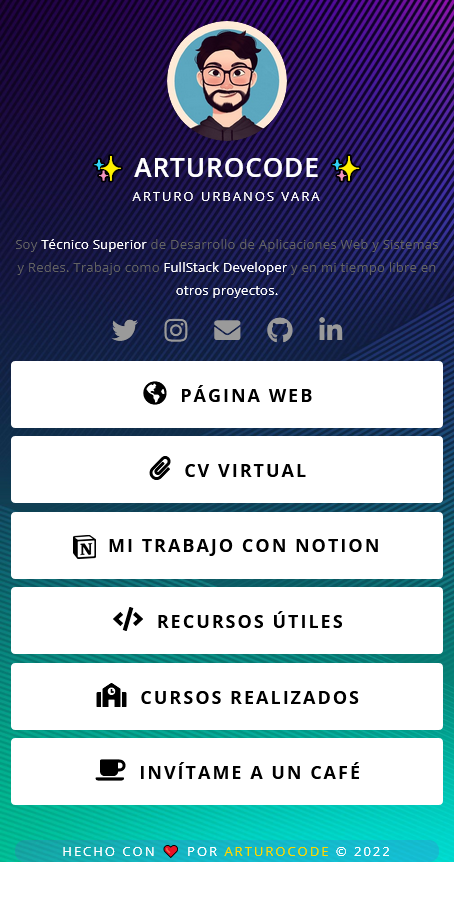 ARTUROCODE
ARTURO URBANOS VARA
Soy Técnico Superior de Desarrollo de Aplicaciones Web y Sistemas
y Redes. Trabajo como FullStack Developer y en mi tiempo libre en
otros proyectos.
PÁGINA WEB
CV VIRTUAL
MI TRABAJO CON NOTION
RECURSOS ÚTILES
CURSOS REALIZADOS
INVÍTAME A UN CAFÉ
HECHO CON ❤️ POR ARTUROCODE © 2022